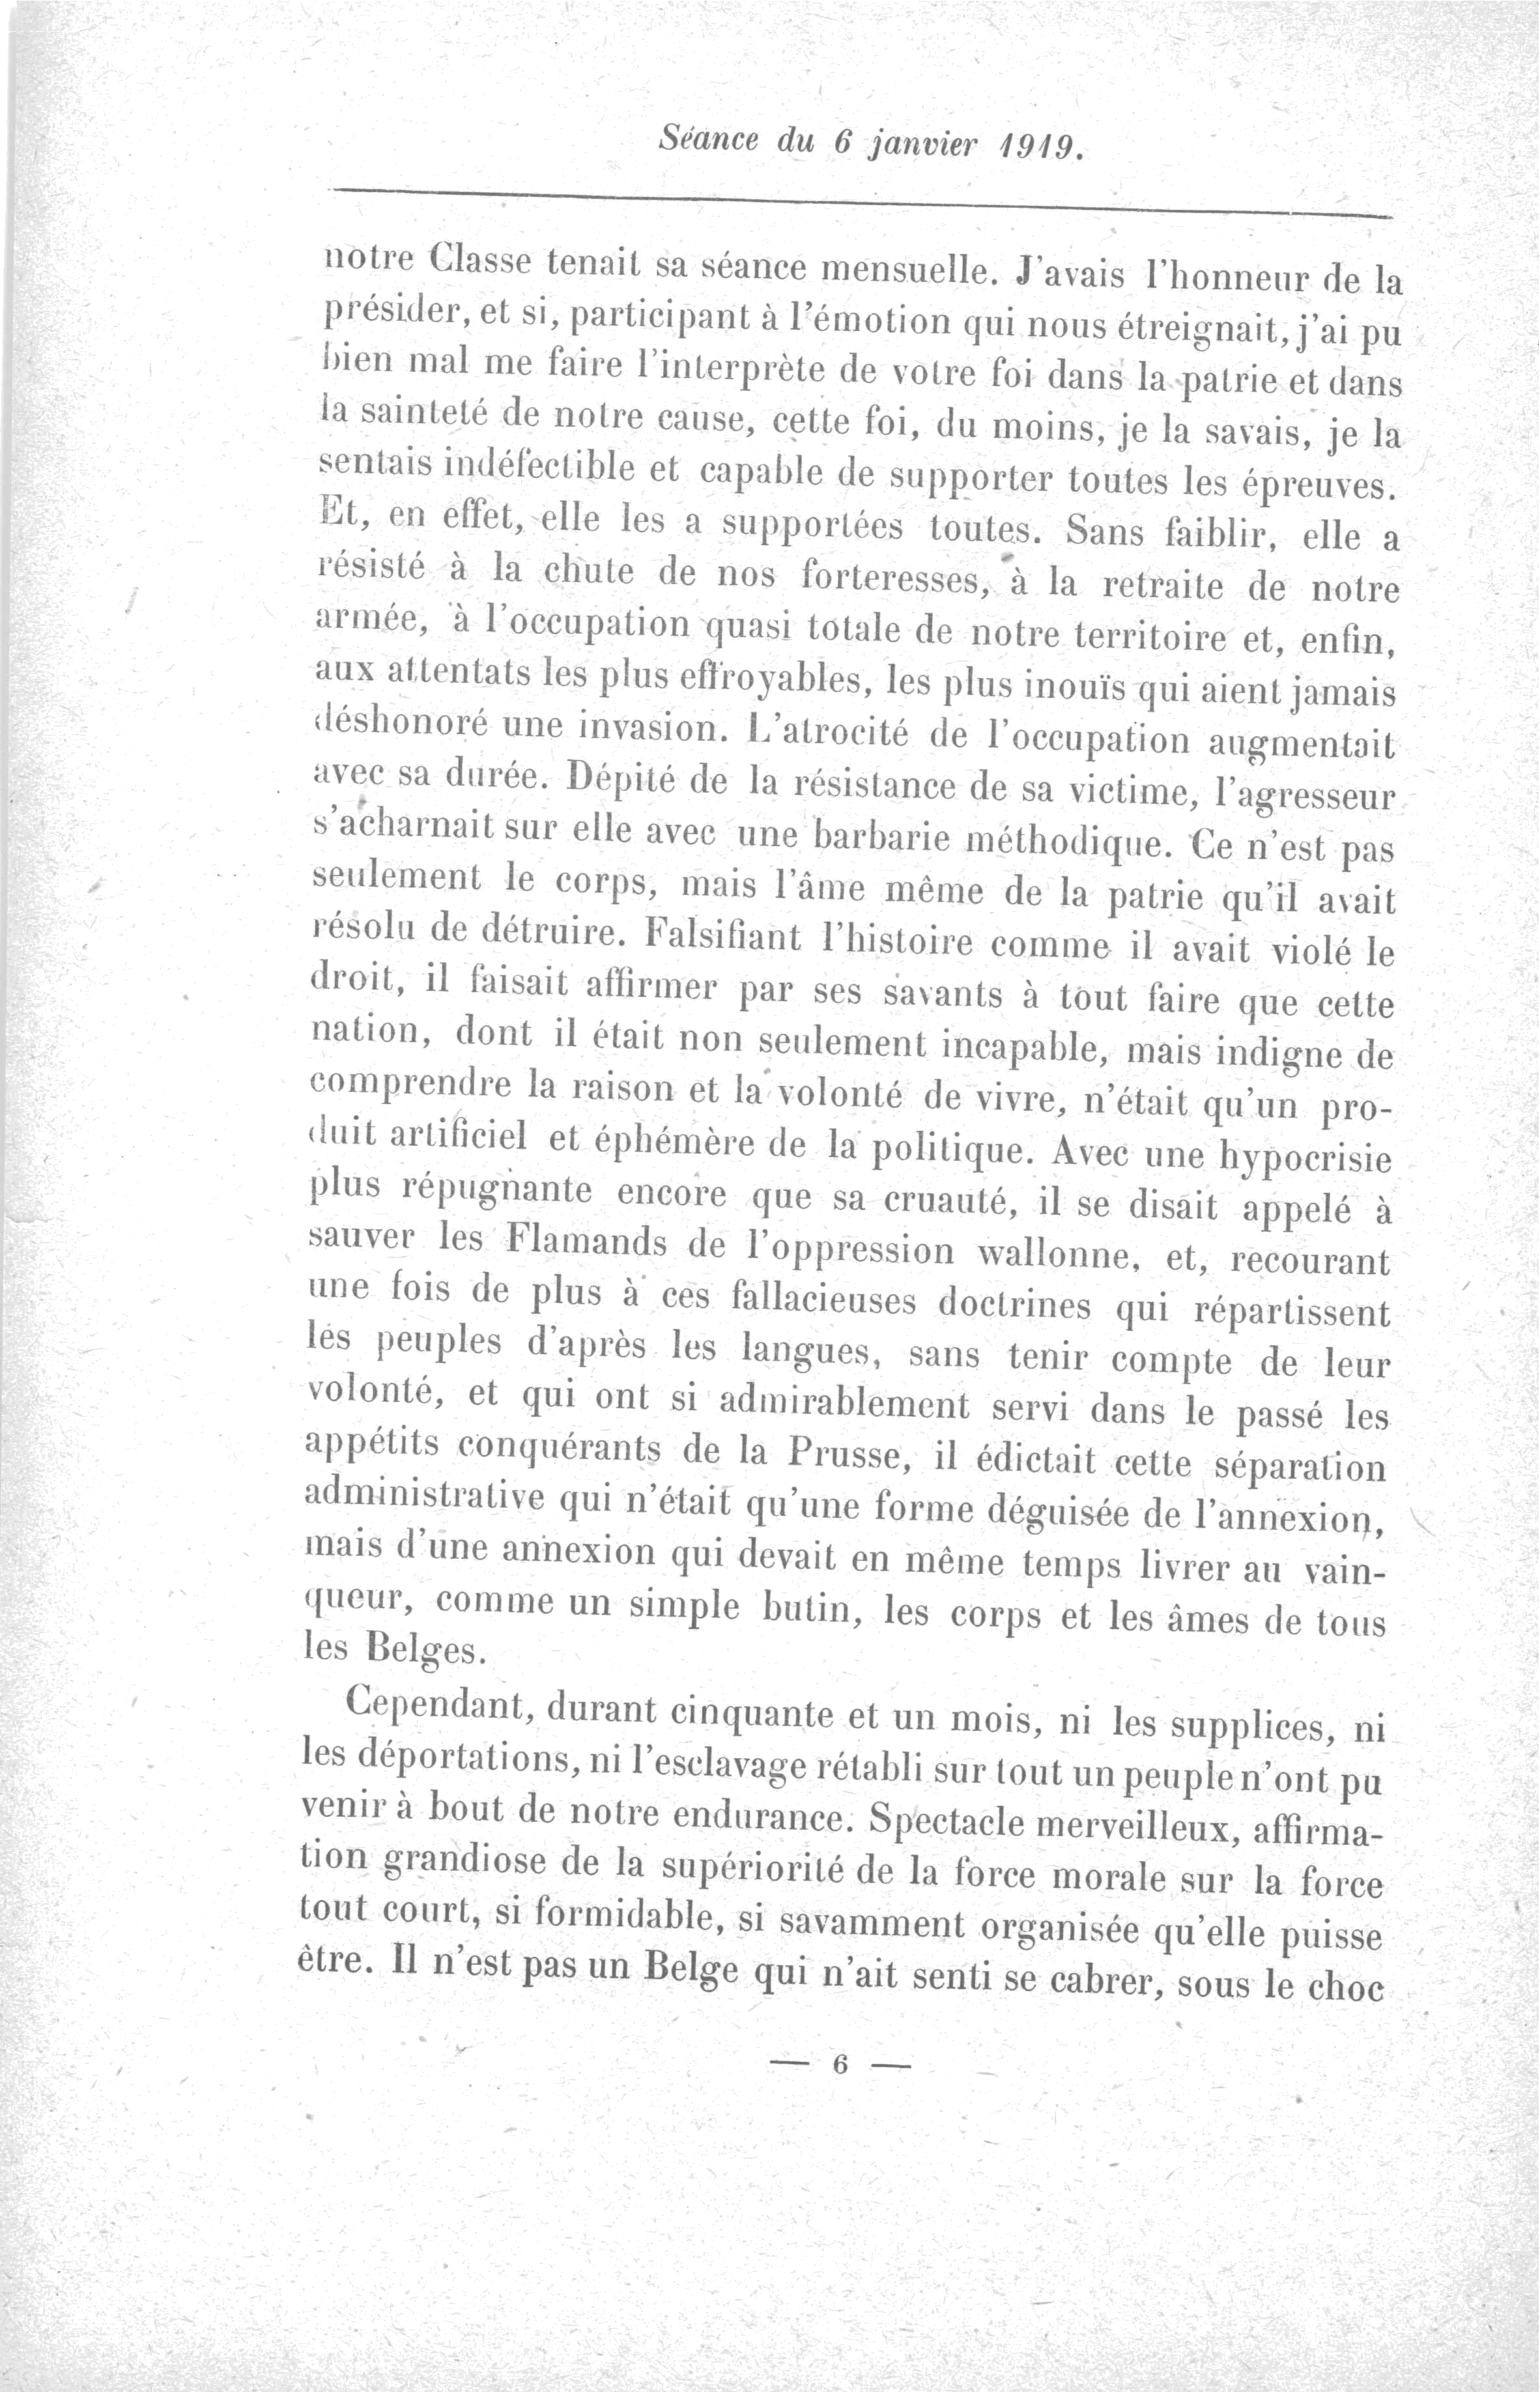 Séance du 6 janvier 1919.
notre Classe tenait sa séance mensuelle. J'avais l'honneur de la
présider, et si, participant à l'émotion qui nous étreignait, j'ai pu
bien mal me faire l'interprète de votre foi dans la patrie et dans
la sainteté de notre cause, cette foi, du moins, je la savais, je la
sentais indéfectible et capable de supporter toutes les épreuves.
Et, en effet, elle les a supportées toutes. Sans faiblir, elle a
résisté à la chute de nos forteresses, à la retraite de notre
armée, à l'occupation quasi totale de notre territoire et, enfin,
aux attentats les plus effroyables, les plus inouïs qui aient jamais
déshonoré une invasion. L'atrocité de l'occupation augmentait
avec sa durée. Dépité de la résistance de sa victime, l'agresseur
s'acharnait sur elle avec une barbarie méthodique. Ce n'est pas
seulement le corps, mais l'âme même de la patrie qu'il avait
résolu de détruire. Falsifiant l'histoire comme il avait violé le
droit, il faisait affirmer par ses savants à tout faire que cette
nation, dont il était non seulement incapable, mais indigne de
comprendre la raison et la volonté de vivre, n'était qu'un pro-
duit artificiel et éphémère de la politique. Avec une hypocrisie
plus répugnante encore que sa cruauté, il se disait appelé à
sauver les Flamands de l'oppression wallonne, et, recourant
une fois de plus à ces fallacieuses doctrines qui répartissent
les peuples d'après les langues, sans tenir compte de leur
volonté, et qui ont si admirablement servi dans le passé les
appétits conquérants de la Prusse, il édictait cette séparation
administrative qui n'était qu'une forme déguisée de l'annexion,
mais d'une annexion qui devait en même temps livrer au vain-
queur, comme un simple butin, les corps et les âmes de tous
les Belges.
Cependant, durant cinquante et un mois, ni les supplices, ni
les déportations, ni l'esclavage rétabli sur tout un peuple n'ont pu
venir à bout de notre endurance. Spectacle merveilleux, affirma-
tion grandiose de la supériorité de la force morale sur la force
tout court, si formidable, si savamment organisée qu'elle puisse
être. Il n'est pas un Belge qui n'ait senti se cabrer, sous le choc
— 6 —